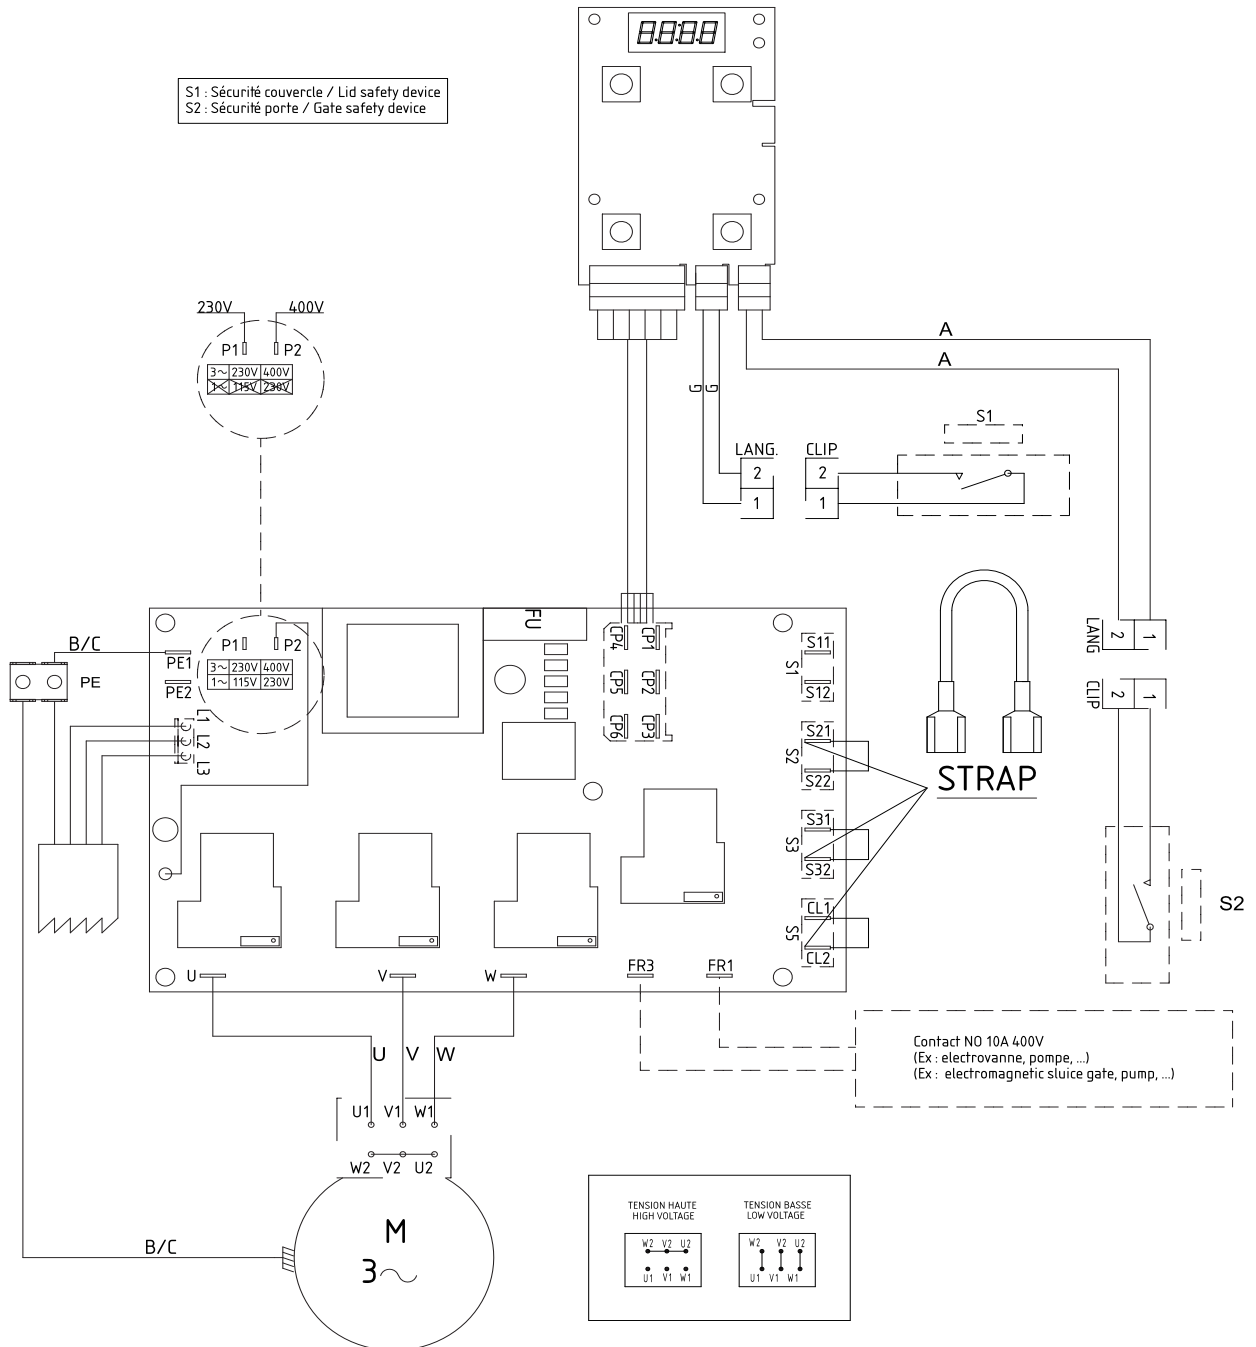 8.8:8.8
S1 : Sécurité couvercle / Lid safety device
S2 : Sécurité porte / Gate safety device
230V 400V
P1 P2
3~ 230V 400V
1~ 115V 230V
A
A
G G
S1
LANG. CLIP
2 2
1 1
LANG
2 1
CLIP
2 1
S2
B/C
PE
PE1
PE2
P1 P2
3~ 230V 400V
1~ 115V 230V
L1
L2
L3
FU
CP4 CP1
CP5 CP2
CP6 CP3
S11
S1
S12
S21
S2
S22
S31
S3
S32
CL1
S5
CL2
STRAP
U V W FR3 FR1
U V W
Contact NO 10A 400V
(Ex : electrovanne, pompe, ...)
(Ex : electromagnetic sluice gate, pump, ...)
U1 V1 W1
W2 V2 U2
M
3~
B/C
TENSION HAUTE
HIGH VOLTAGE
W2 V2 U2
U1 V1 W1
TENSION BASSE
LOW VOLTAGE
W2 V2 U2
U1 V1 W1